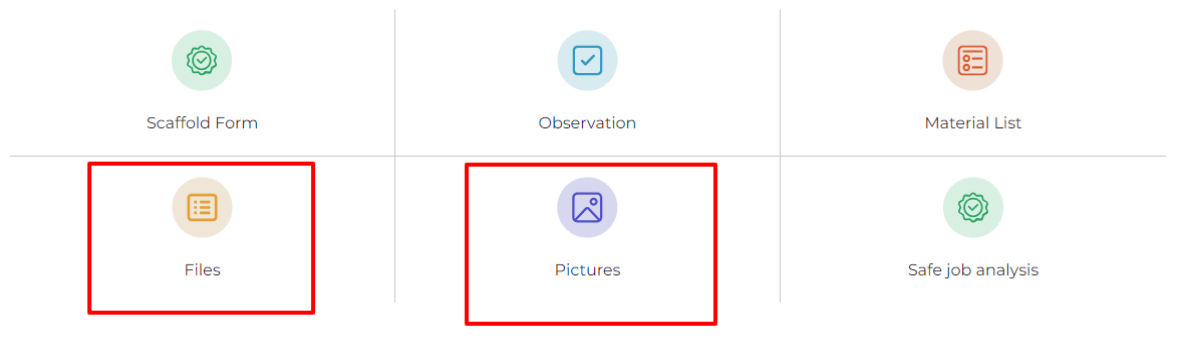 Scaffold Form
Observation
Material List
Files
Pictures
Safe job analysis